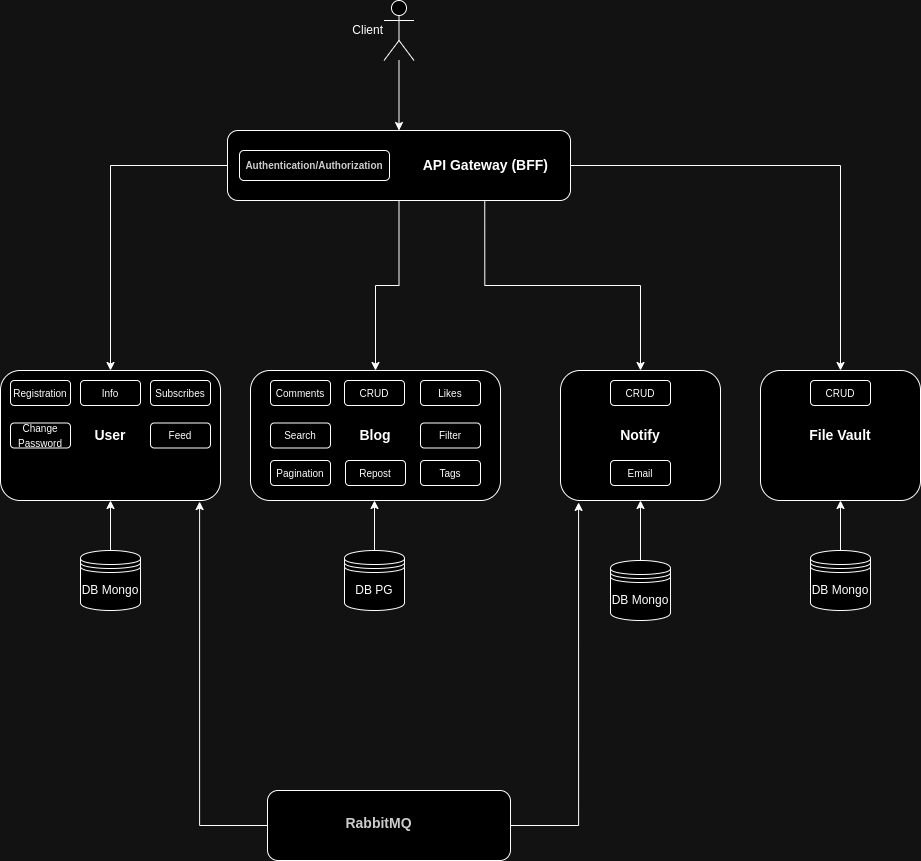 Client
Authentication/Authorization
API Gateway (BFF)
Registration
Info
Subscribes
Change
Password
User
Feed
Comments
CRUD
Likes
Search
Blog
Filter
Pagination
Repost
Tags
CRUD
Notify
Email
CRUD
File Vault
DB Mongo
DB PG
DB Mongo
DB Mongo
RabbitMQ